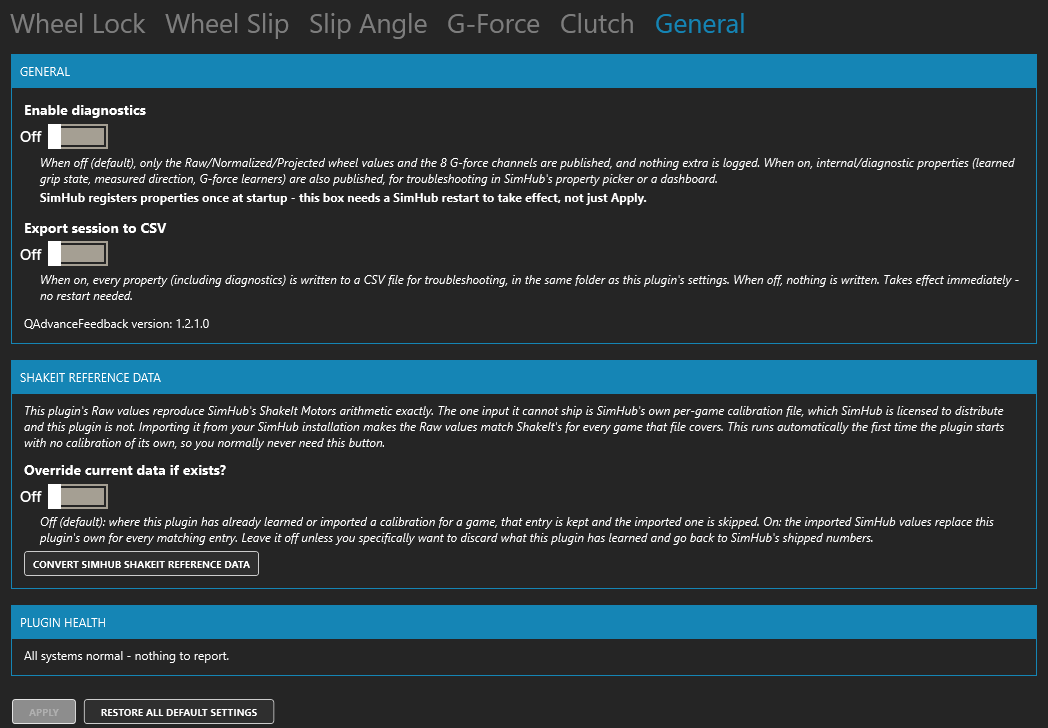 Wheel Lock Wheel Slip Slip Angle G-Force Clutch General
GENERAL
Enable diagnostics
Off
When off (default), only the Raw/Normalized/Projected wheel values and the 8 G-force channels are published, and nothing extra is logged. When on, internal/diagnostic properties (learned
grip state, measured direction, G-force learners) are also published, for troubleshooting in SimHub's property picker or a dashboard.
SimHub registers properties once at startup - this box needs a SimHub restart to take effect, not just Apply.
Export session to CSV
Off
When on, every property (including diagnostics) is written to a CSV file for troubleshooting, in the same folder as this plugin's settings. When off, nothing is written. Takes effect immediately -
no restart needed.
QAdvanceFeedback version: 1.2.1.0
SHAKEIT REFERENCE DATA
This plugin's Raw values reproduce SimHub's ShakeIt Motors arithmetic exactly. The one input it cannot ship is SimHub's own per-game calibration file, which SimHub is licensed to distribute
and this plugin is not. Importing it from your SimHub installation makes the Raw values match ShakeIt's for every game that file covers. This runs automatically the first time the plugin starts
with no calibration of its own, so you normally never need this button.
Override current data if exists?
Off
Off (default): where this plugin has already learned or imported a calibration for a game, that entry is kept and the imported one is skipped. On: the imported SimHub values replace this
plugin's own for every matching entry. Leave it off unless you specifically want to discard what this plugin has learned and go back to SimHub's shipped numbers.
CONVERT SIMHUB SHAKEIT REFERENCE DATA
PLUGIN HEALTH
All systems normal - nothing to report.
APPLY RESTORE ALL DEFAULT SETTINGS